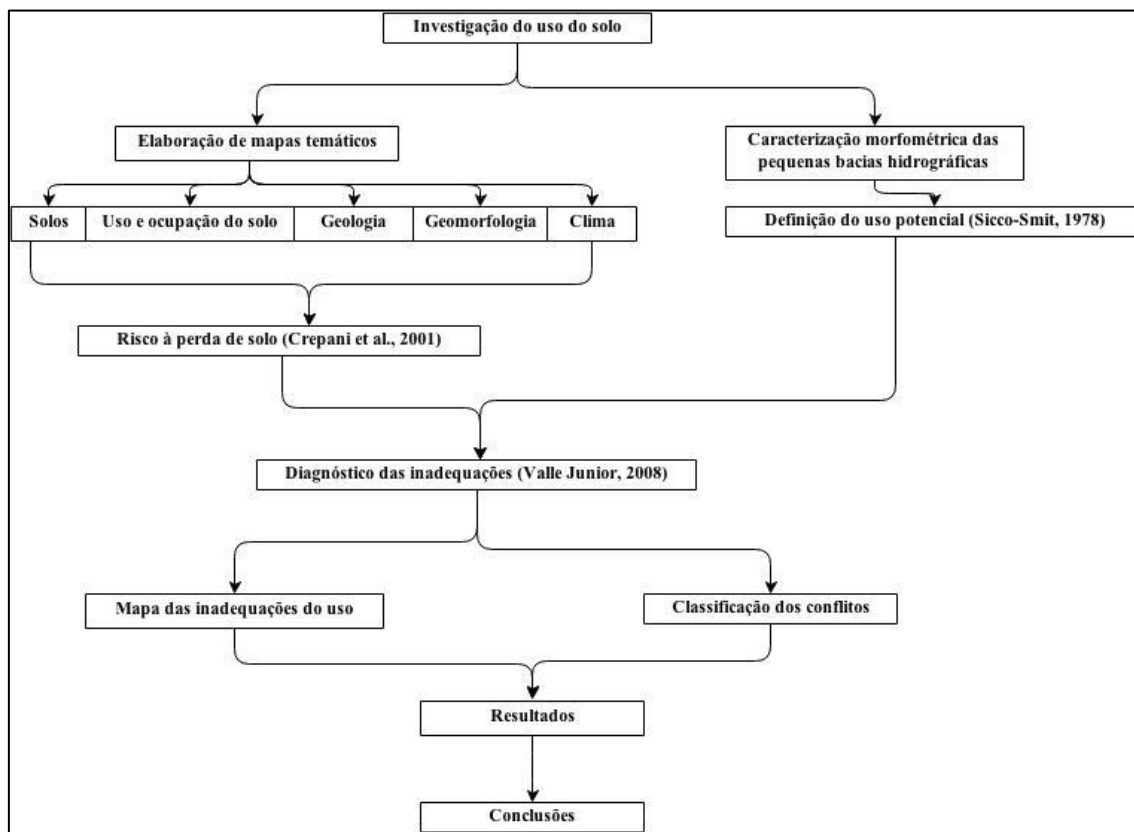 Investigação do uso do solo
Elaboração de mapas temáticos
Caracterização morfométrica das
pequenas bacias hidrográficas
Solos
Uso e ocupação do solo
Geologia
Geomorfologia
Clima
Definição do uso potencial (Sicco-Smit, 1978)
Risco à perda de solo (Crepani et al., 2001)
Diagnóstico das inadequações (Valle Junior, 2008)
Mapa das inadequações do uso
Classificação dos conflitos
Resultados
Conclusões